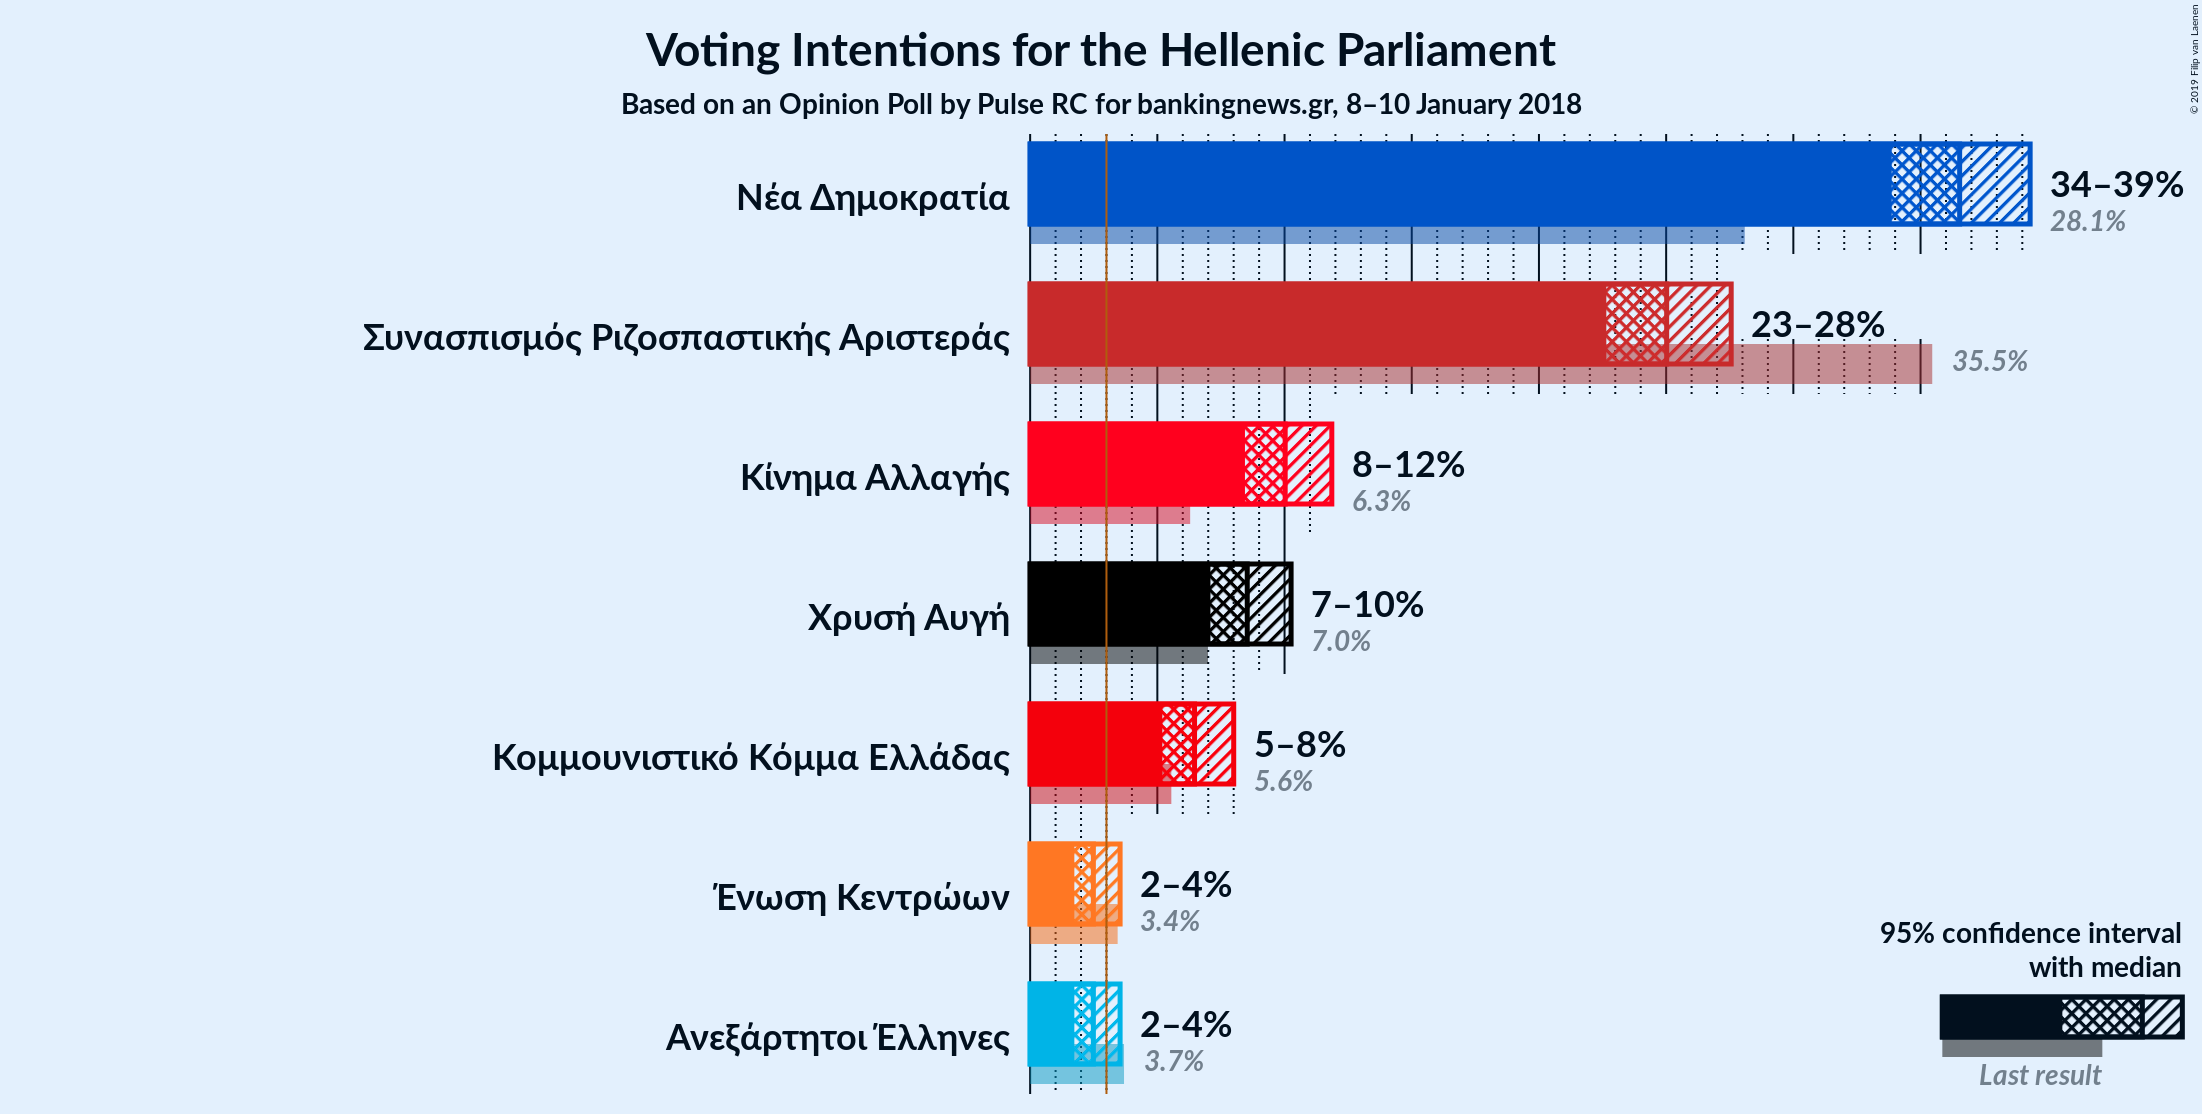 Voting Intentions for the Hellenic Parliament
Based on an Opinion Poll by Pulse RC for bankingnews.gr, 8–10 January 2018
© 2019 Filip van Laenen
Νέα Δημοκρατία
34–39%
28.1%
Συνασπισμός Ριζοσπαστικής Αριστεράς
23–28%
35.5%
Κίνημα Αλλαγής
8–12%
6.3%
Χρυσή Αυγή
7–10%
7.0%
Κομμουνιστικό Κόμμα Ελλάδας
5–8%
5.6%
Ένωση Κεντρώων
2–4%
3.4%
Ανεξάρτητοι Έλληνες
2–4%
3.7%
95% confidence interval
with median
Last result